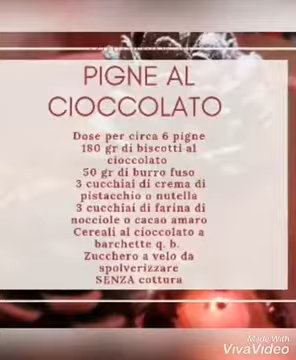 PIGNE AL
CIOCCOLATO
Dose per circa 6 pigne
180 gr di biscotti al
cioccolato
50 gr di burro fuso
3 cucchiai di crema di
pistacchio o nutella
3 cucchiai di farina di
nocciole o cacao amaro
Cereali al cioccolato a
barchette q. b.
Zucchero a velo da
spolverizzare
SENZA cottura
Made With
VivaVideo